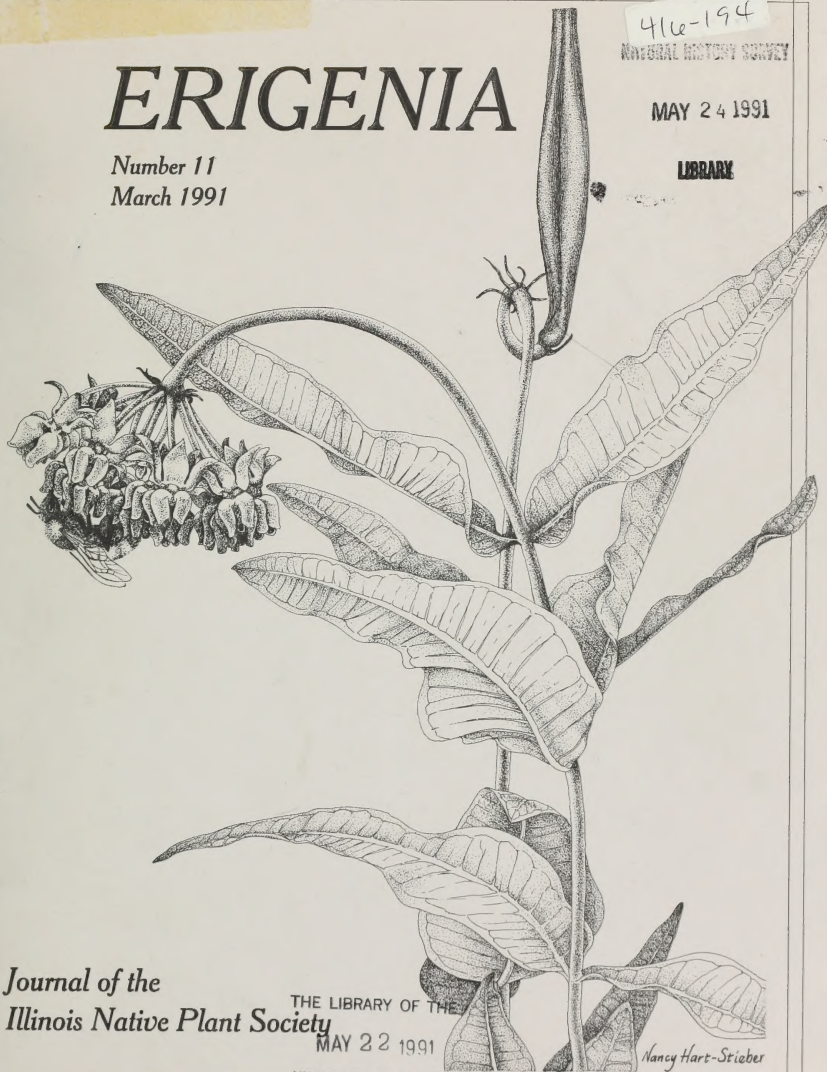 416-194
NATURAL HISTORY SURVEY
MAY 24 1991
LIBRARY
ERIGENIA
Number 11
March 1991
Journal of the
Illinois Native Plant Society
THE LIBRARY OF THE
MAY 22 1991
Nancy Hart-Stieber